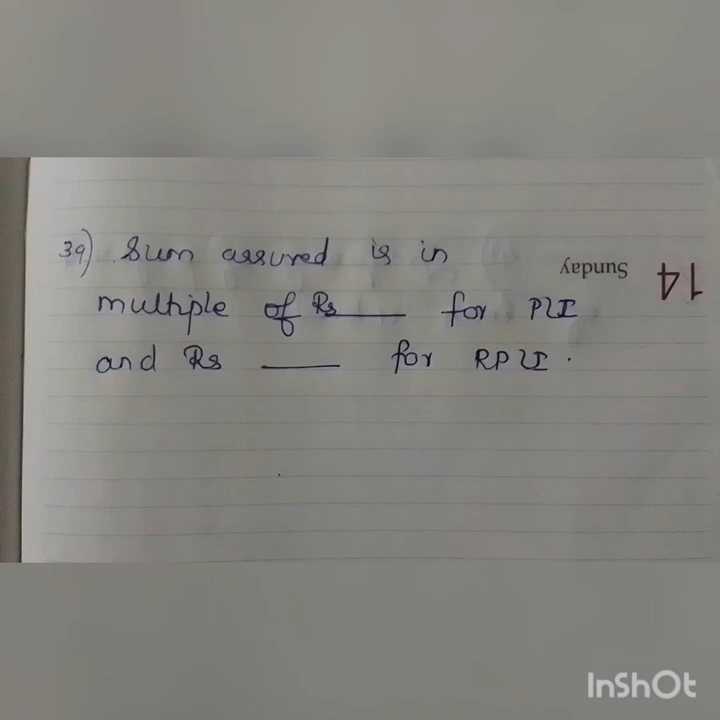 39) Sum assured is in
multiple of Rs ____ for PLI
and Rs ____ for RPLI.
Sunday 14
InShOt